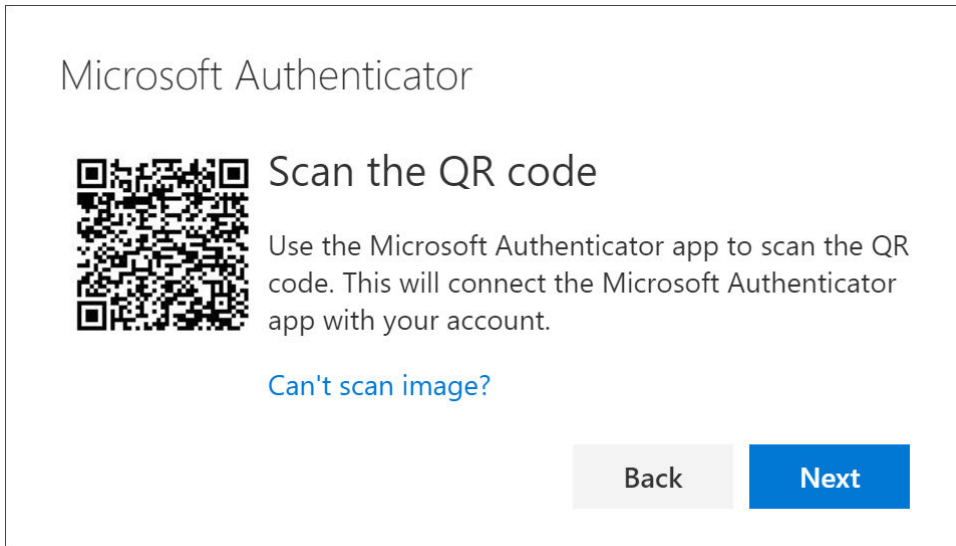 Microsoft Authenticator
Scan the QR code
Use the Microsoft Authenticator app to scan the QR
code. This will connect the Microsoft Authenticator
app with your account.
Can't scan image?
Back
Next